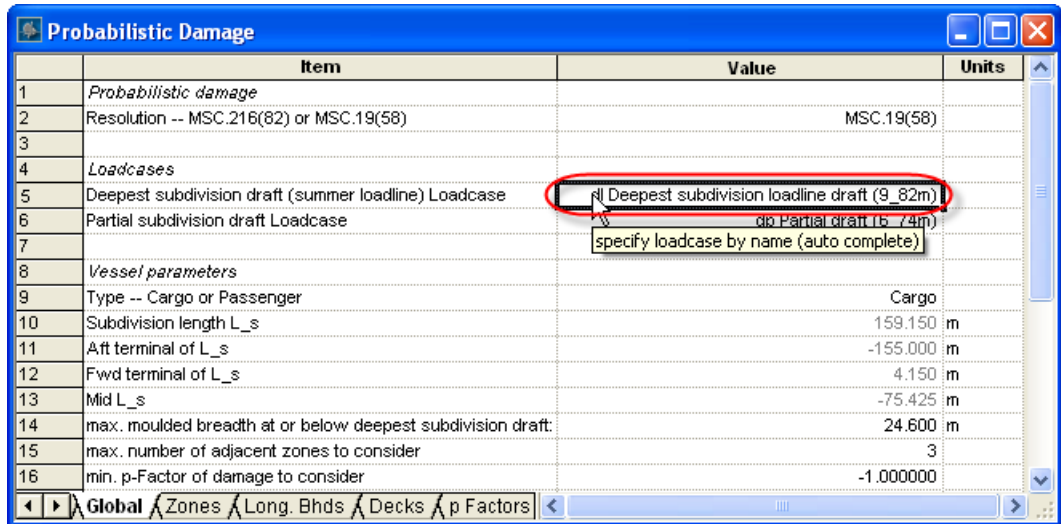 Probabilistic Damage
Item Value Units
1 Probabilistic damage
2 Resolution -- MSC.216(82) or MSC.19(58) MSC.19(58)
3
4 Loadcases
5 Deepest subdivision draft (summer loadline) Loadcase Deepest subdivision loadline draft (9_82m)
6 Partial subdivision draft Loadcase dp Partial draft (6_74m)
specify loadcase by name (auto complete)
7
8 Vessel parameters
9 Type -- Cargo or Passenger Cargo
10 Subdivision length L_s 159.150 m
11 Aft terminal of L_s -155.000 m
12 Fwd terminal of L_s 4.150 m
13 Mid L_s -75.425 m
14 max. moulded breadth at or below deepest subdivision draft: 24.600 m
15 max. number of adjacent zones to consider 3
16 min. p-Factor of damage to consider -1.000000
Global Zones Long. Bhds Decks p Factors